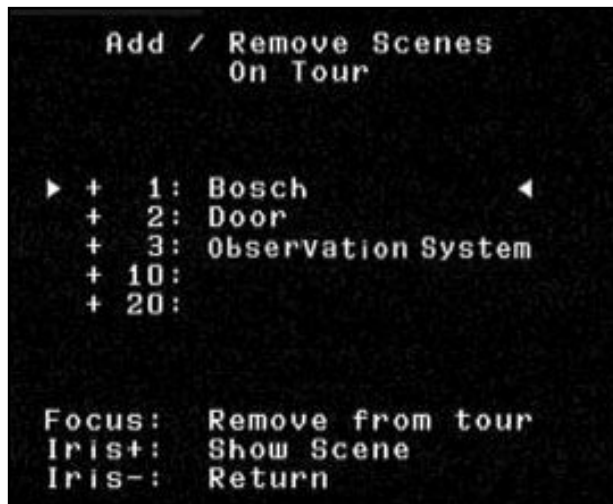 Add / Remove Scenes
On Tour
+ 1: Bosch
+ 2: Door
+ 3: Observation System
+ 10:
+ 20:
Focus: Remove from tour
Iris+: Show Scene
Iris-: Return